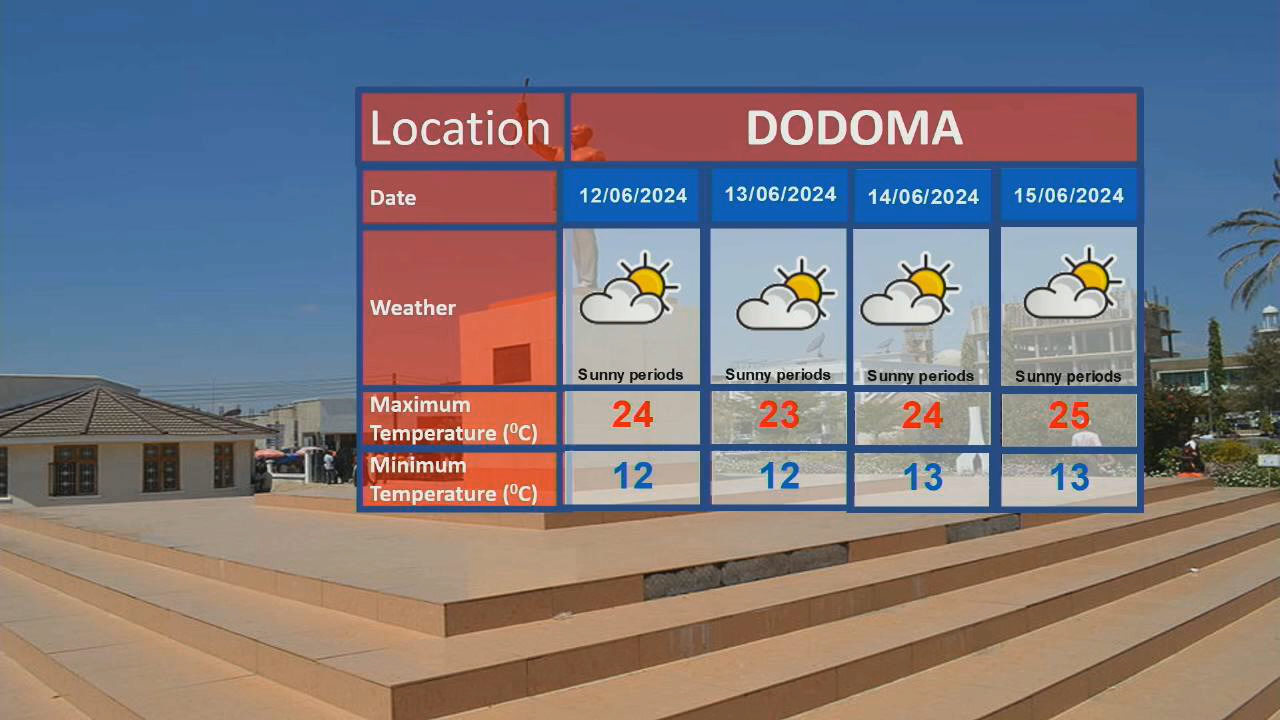 Location DODOMA
Date 12/06/2024 13/06/2024 14/06/2024 15/06/2024
Weather
Sunny periods Sunny periods Sunny periods Sunny periods
Maximum
Temperature (⁰C) 24 23 24 25
Minimum
Temperature (⁰C) 12 12 13 13